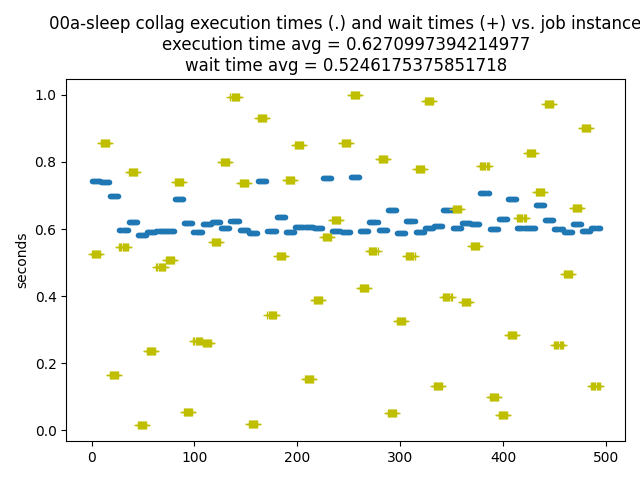 00a-sleep collag execution times (.) and wait times (+) vs. job instance
execution time avg = 0.6270997394214977
wait time avg = 0.5246175375851718
1.0
0.8
0.6
0.4
0.2
0.0
seconds
0 100 200 300 400 500